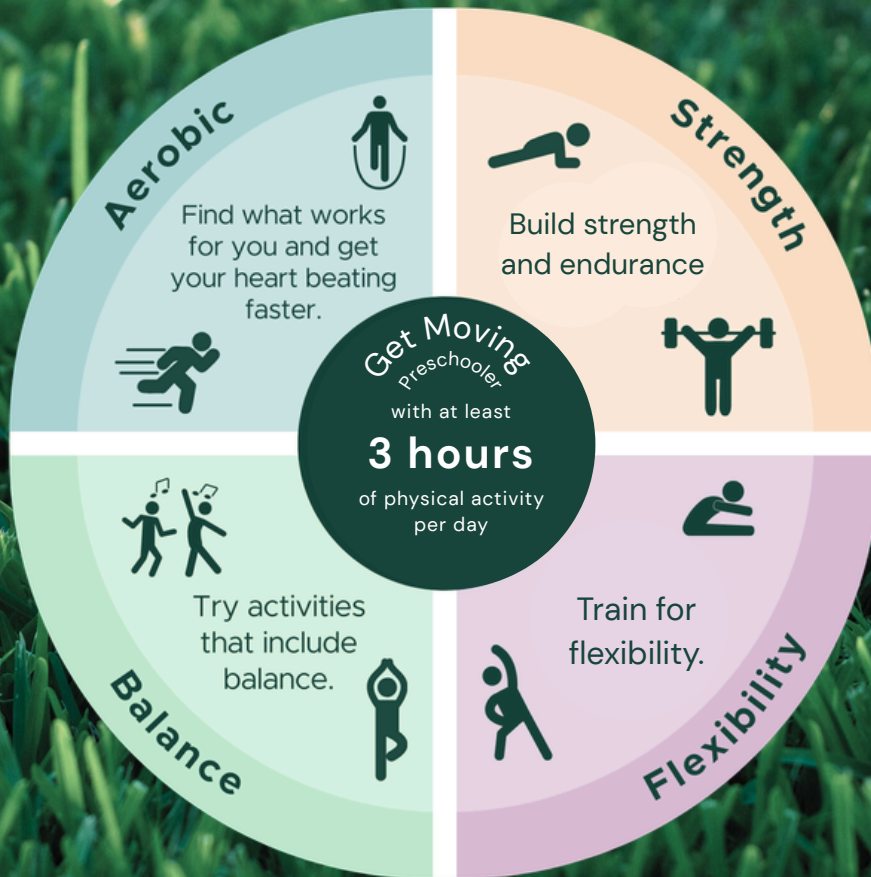 Aerobic
Find what works
for you and get
your heart beating
faster.
Strength
Build strength
and endurance
Get Moving
Preschooler
with at least
3 hours
of physical activity
per day
Balance
Try activities
that include
balance.
Flexibility
Train for
flexibility.